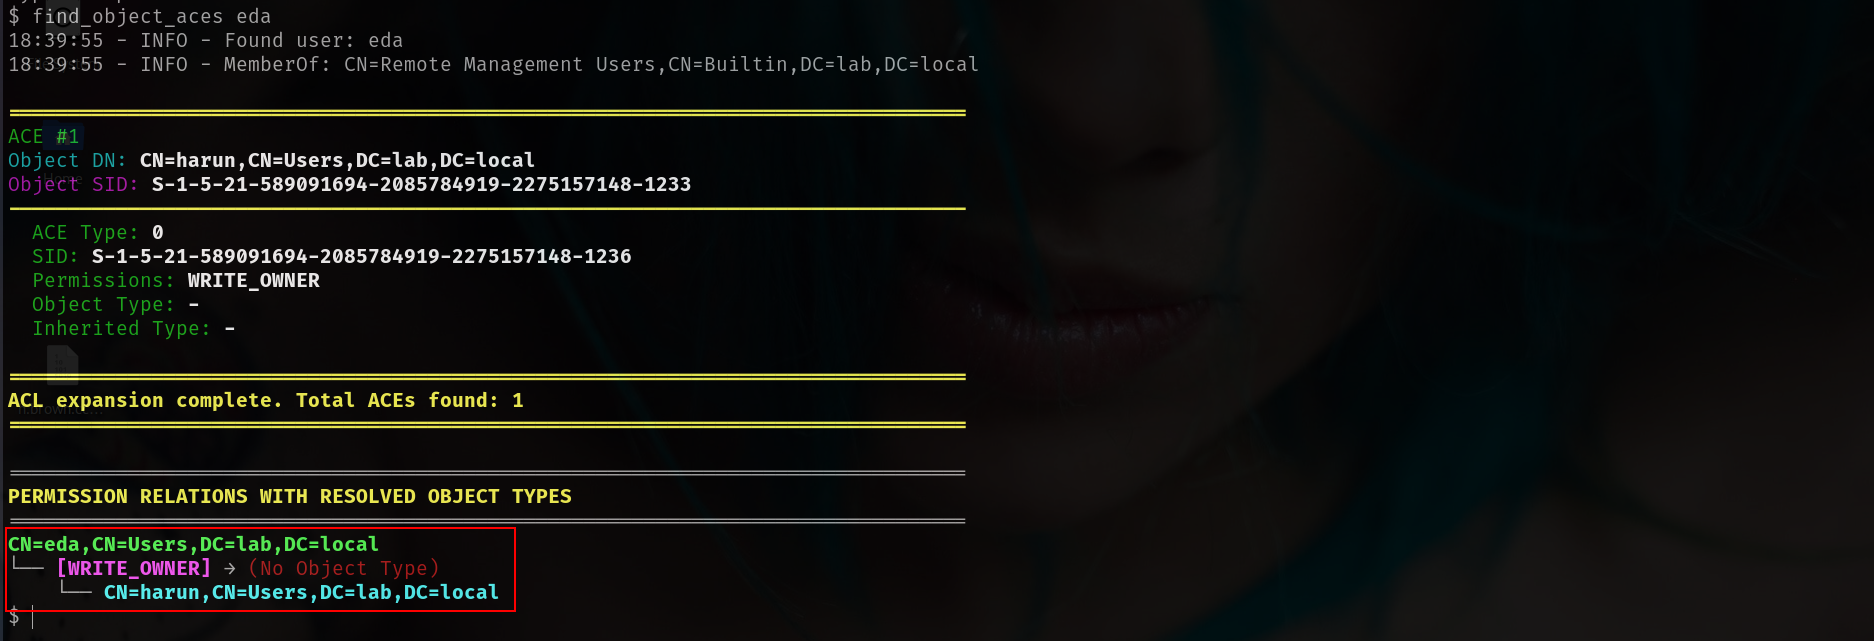 $ find_object_aces eda
18:39:55 - INFO - Found user: eda
18:39:55 - INFO - MemberOf: CN=Remote Management Users,CN=Builtin,DC=lab,DC=local
ACE #1
Object DN: CN=harun,CN=Users,DC=lab,DC=local
Home
Object SID: S-1-5-21-589091694-2085784919-2275157148-1233
ACE Type: 0
SID: S-1-5-21-589091694-2085784919-2275157148-1236
Permissions: WRITE_OWNER
Object Type: -
Inherited Type: -
ACL expansion complete. Total ACEs found: 1
PERMISSION RELATIONS WITH RESOLVED OBJECT TYPES
CN=eda,CN=Users,DC=lab,DC=local
└── [WRITE_OWNER] → (No Object Type)
└── CN=harun,CN=Users,DC=lab,DC=local
$